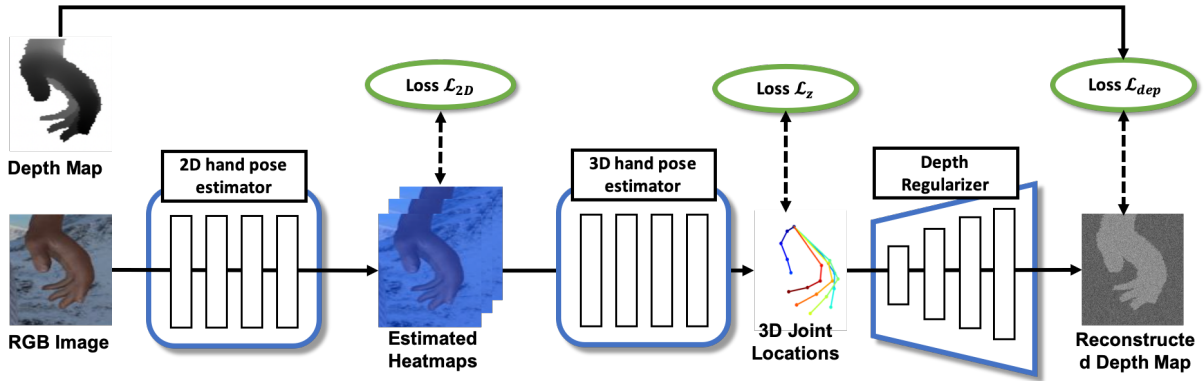 Loss ℒ2D
Loss ℒz
Loss ℒdep
Depth Map
2D hand pose
estimator
3D hand pose
estimator
Depth
Regularizer
RGB Image
Estimated
Heatmaps
3D Joint
Locations
Reconstructe
d Depth Map